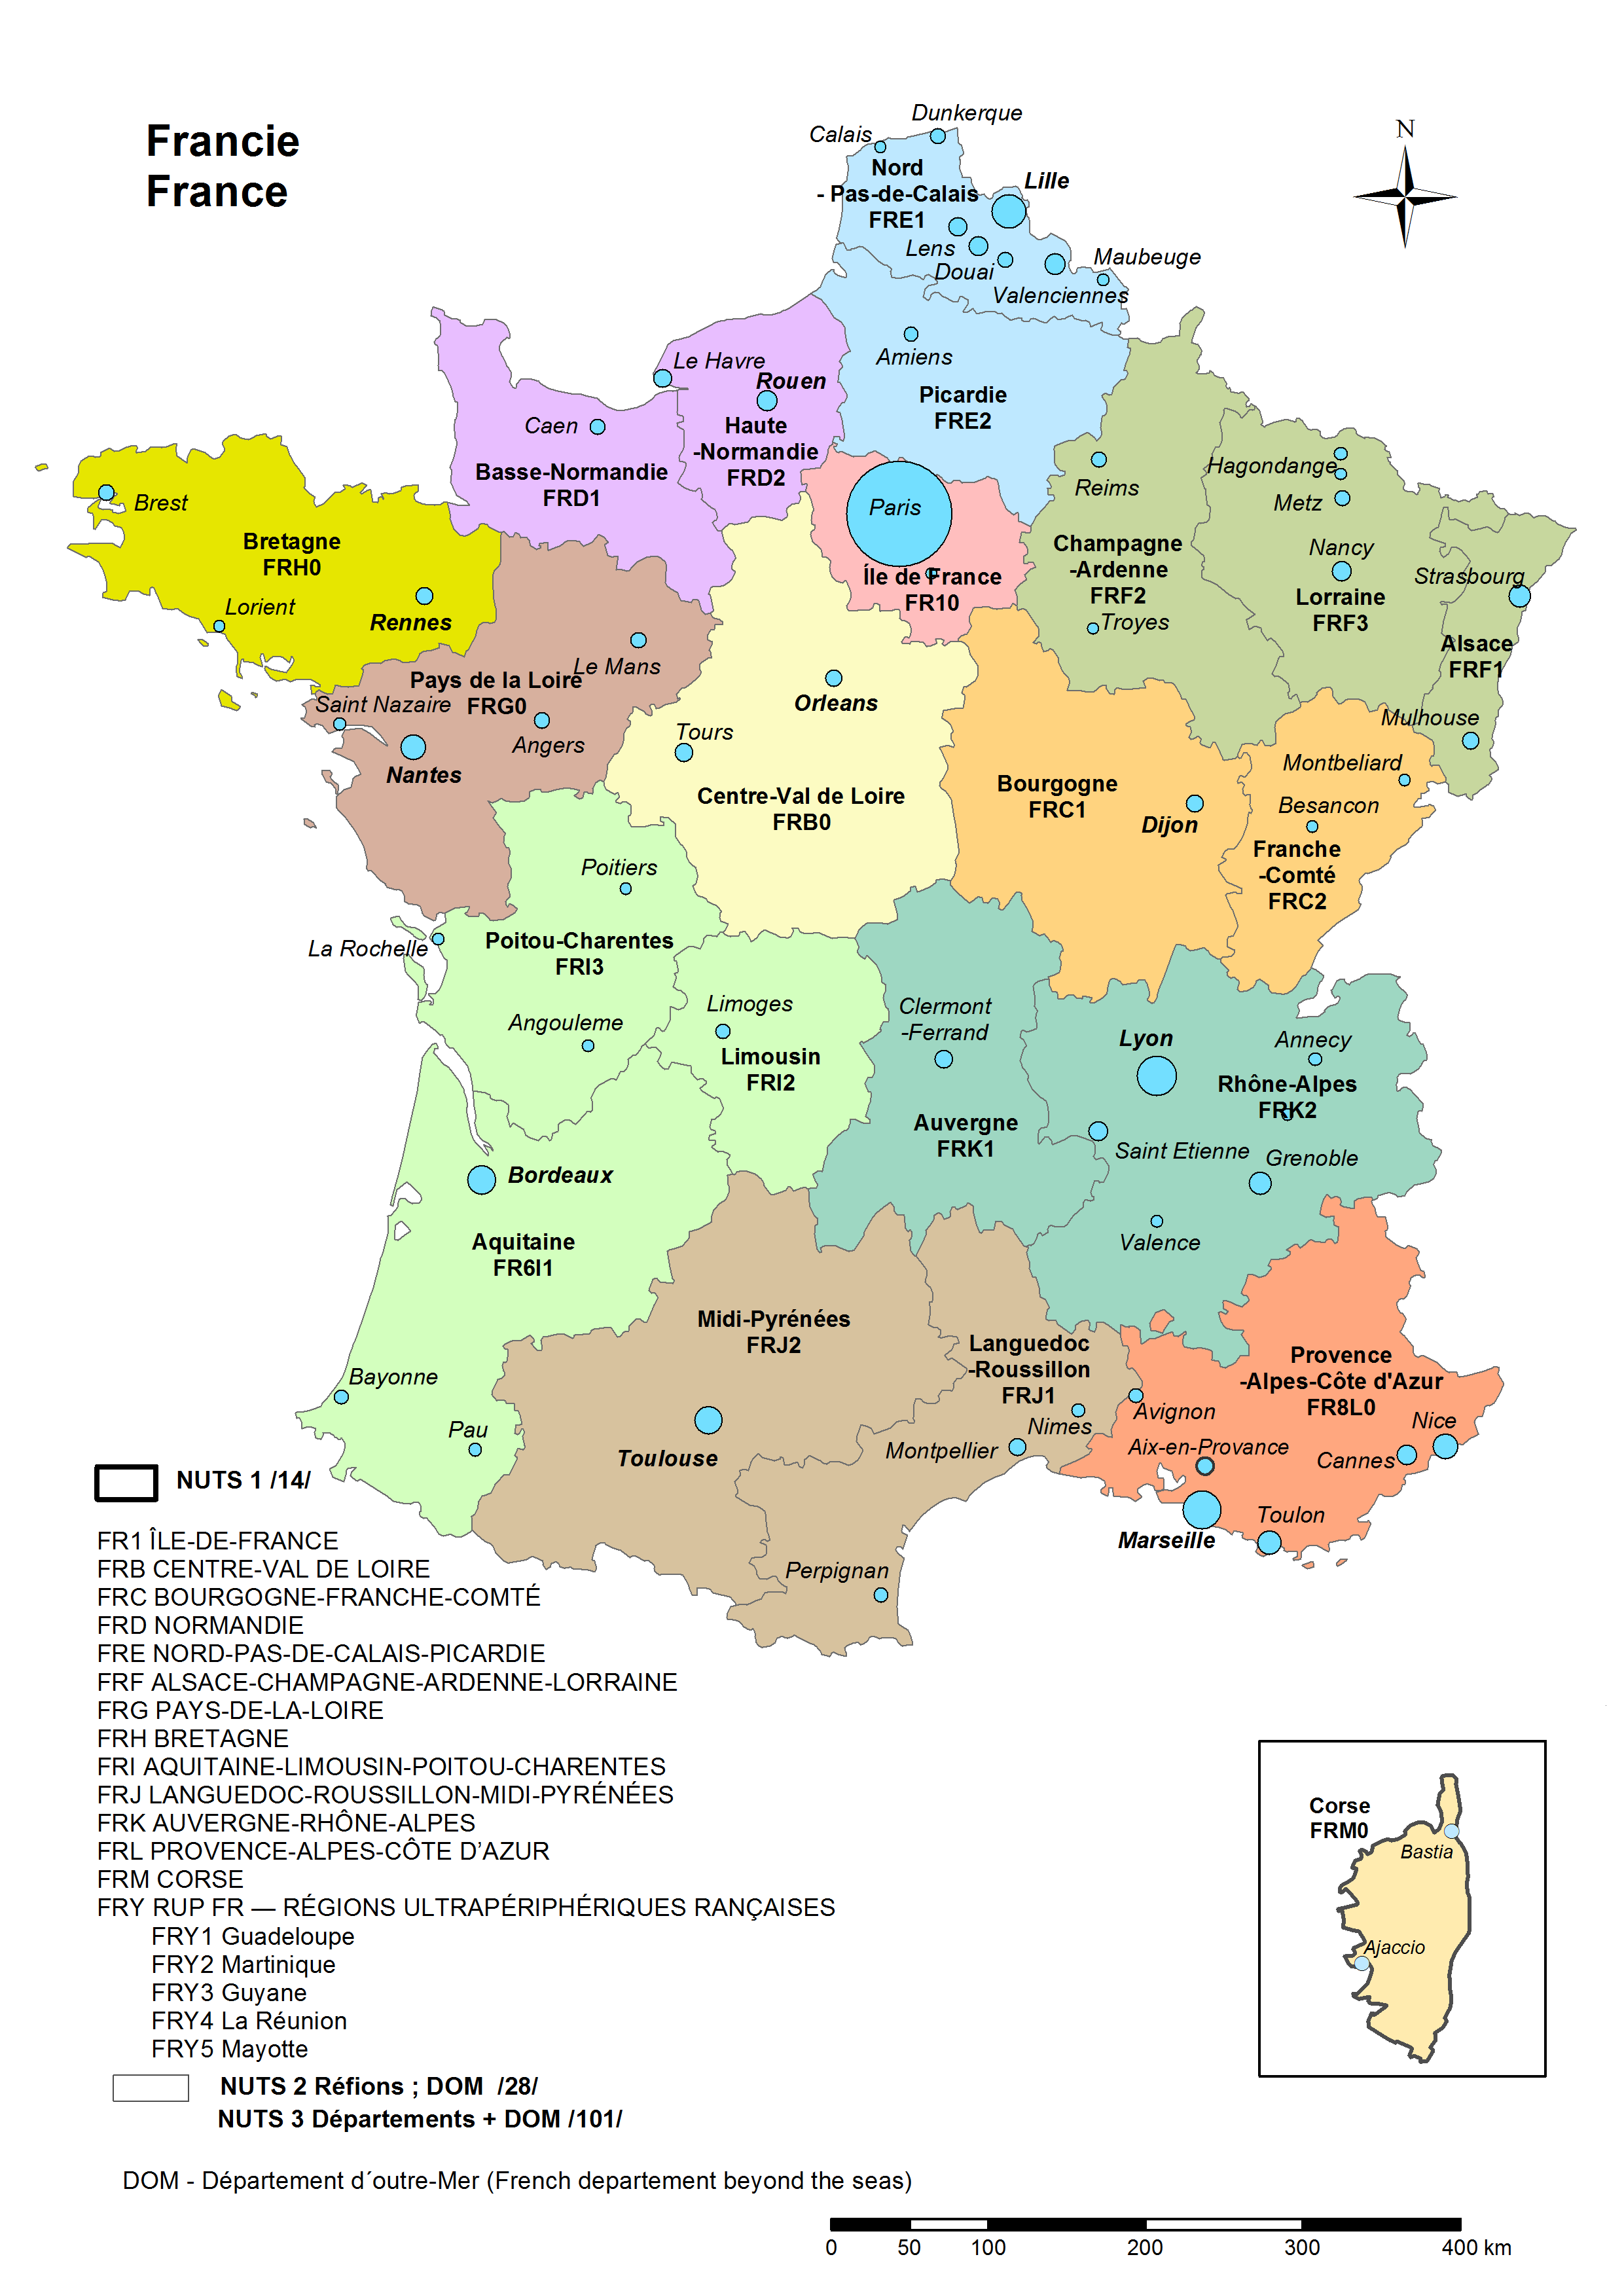 Francie
France
N
Dunkerque
Calais
Nord
- Pas-de-Calais
FRE1
Lille
Lens
Douai
Maubeuge
Valenciennes
Amiens
Picardie
FRE2
Le Havre
Rouen
Haute
-Normandie
FRD2
Caen
Basse-Normandie
FRD1
Paris
Île de France
FR10
Reims
Champagne
-Ardenne
FRF2
Troyes
Hagondange
Metz
Nancy
Lorraine
FRF3
Strasbourg
Alsace
FRF1
Mulhouse
Brest
Bretagne
FRH0
Lorient
Rennes
Le Mans
Pays de la Loire
FRG0
Saint Nazaire
Angers
Nantes
Orleans
Tours
Centre-Val de Loire
FRB0
Bourgogne
FRC1
Dijon
Montbeliard
Besancon
Franche
-Comté
FRC2
Poitiers
La Rochelle
Poitou-Charentes
FRI3
Angouleme
Limoges
Limousin
FRI2
Clermont
-Ferrand
Auvergne
FRK1
Lyon
Annecy
Rhône-Alpes
FRK2
Saint Etienne
Grenoble
Valence
Bordeaux
Aquitaine
FR6I1
Bayonne
Pau
Midi-Pyrénées
FRJ2
Toulouse
Languedoc
-Roussillon
FRJ1
Nimes
Montpellier
Perpignan
Provence
-Alpes-Côte d'Azur
FR8L0
Avignon
Aix-en-Provance
Nice
Cannes
Toulon
Marseille
NUTS 1 /14/
FR1 ÎLE-DE-FRANCE
FRB CENTRE-VAL DE LOIRE
FRC BOURGOGNE-FRANCHE-COMTÉ
FRD NORMANDIE
FRE NORD-PAS-DE-CALAIS-PICARDIE
FRF ALSACE-CHAMPAGNE-ARDENNE-LORRAINE
FRG PAYS-DE-LA-LOIRE
FRH BRETAGNE
FRI AQUITAINE-LIMOUSIN-POITOU-CHARENTES
FRJ LANGUEDOC-ROUSSILLON-MIDI-PYRÉNÉES
FRK AUVERGNE-RHÔNE-ALPES
FRL PROVENCE-ALPES-CÔTE D’AZUR
FRM CORSE
FRY RUP FR — RÉGIONS ULTRAPÉRIPHÉRIQUES RANÇAISES
FRY1 Guadeloupe
FRY2 Martinique
FRY3 Guyane
FRY4 La Réunion
FRY5 Mayotte
NUTS 2 Réfions ; DOM /28/
NUTS 3 Départements + DOM /101/
DOM - Département d´outre-Mer (French departement beyond the seas)
Corse
FRM0
Bastia
Ajaccio
0 50 100 200 300 400 km